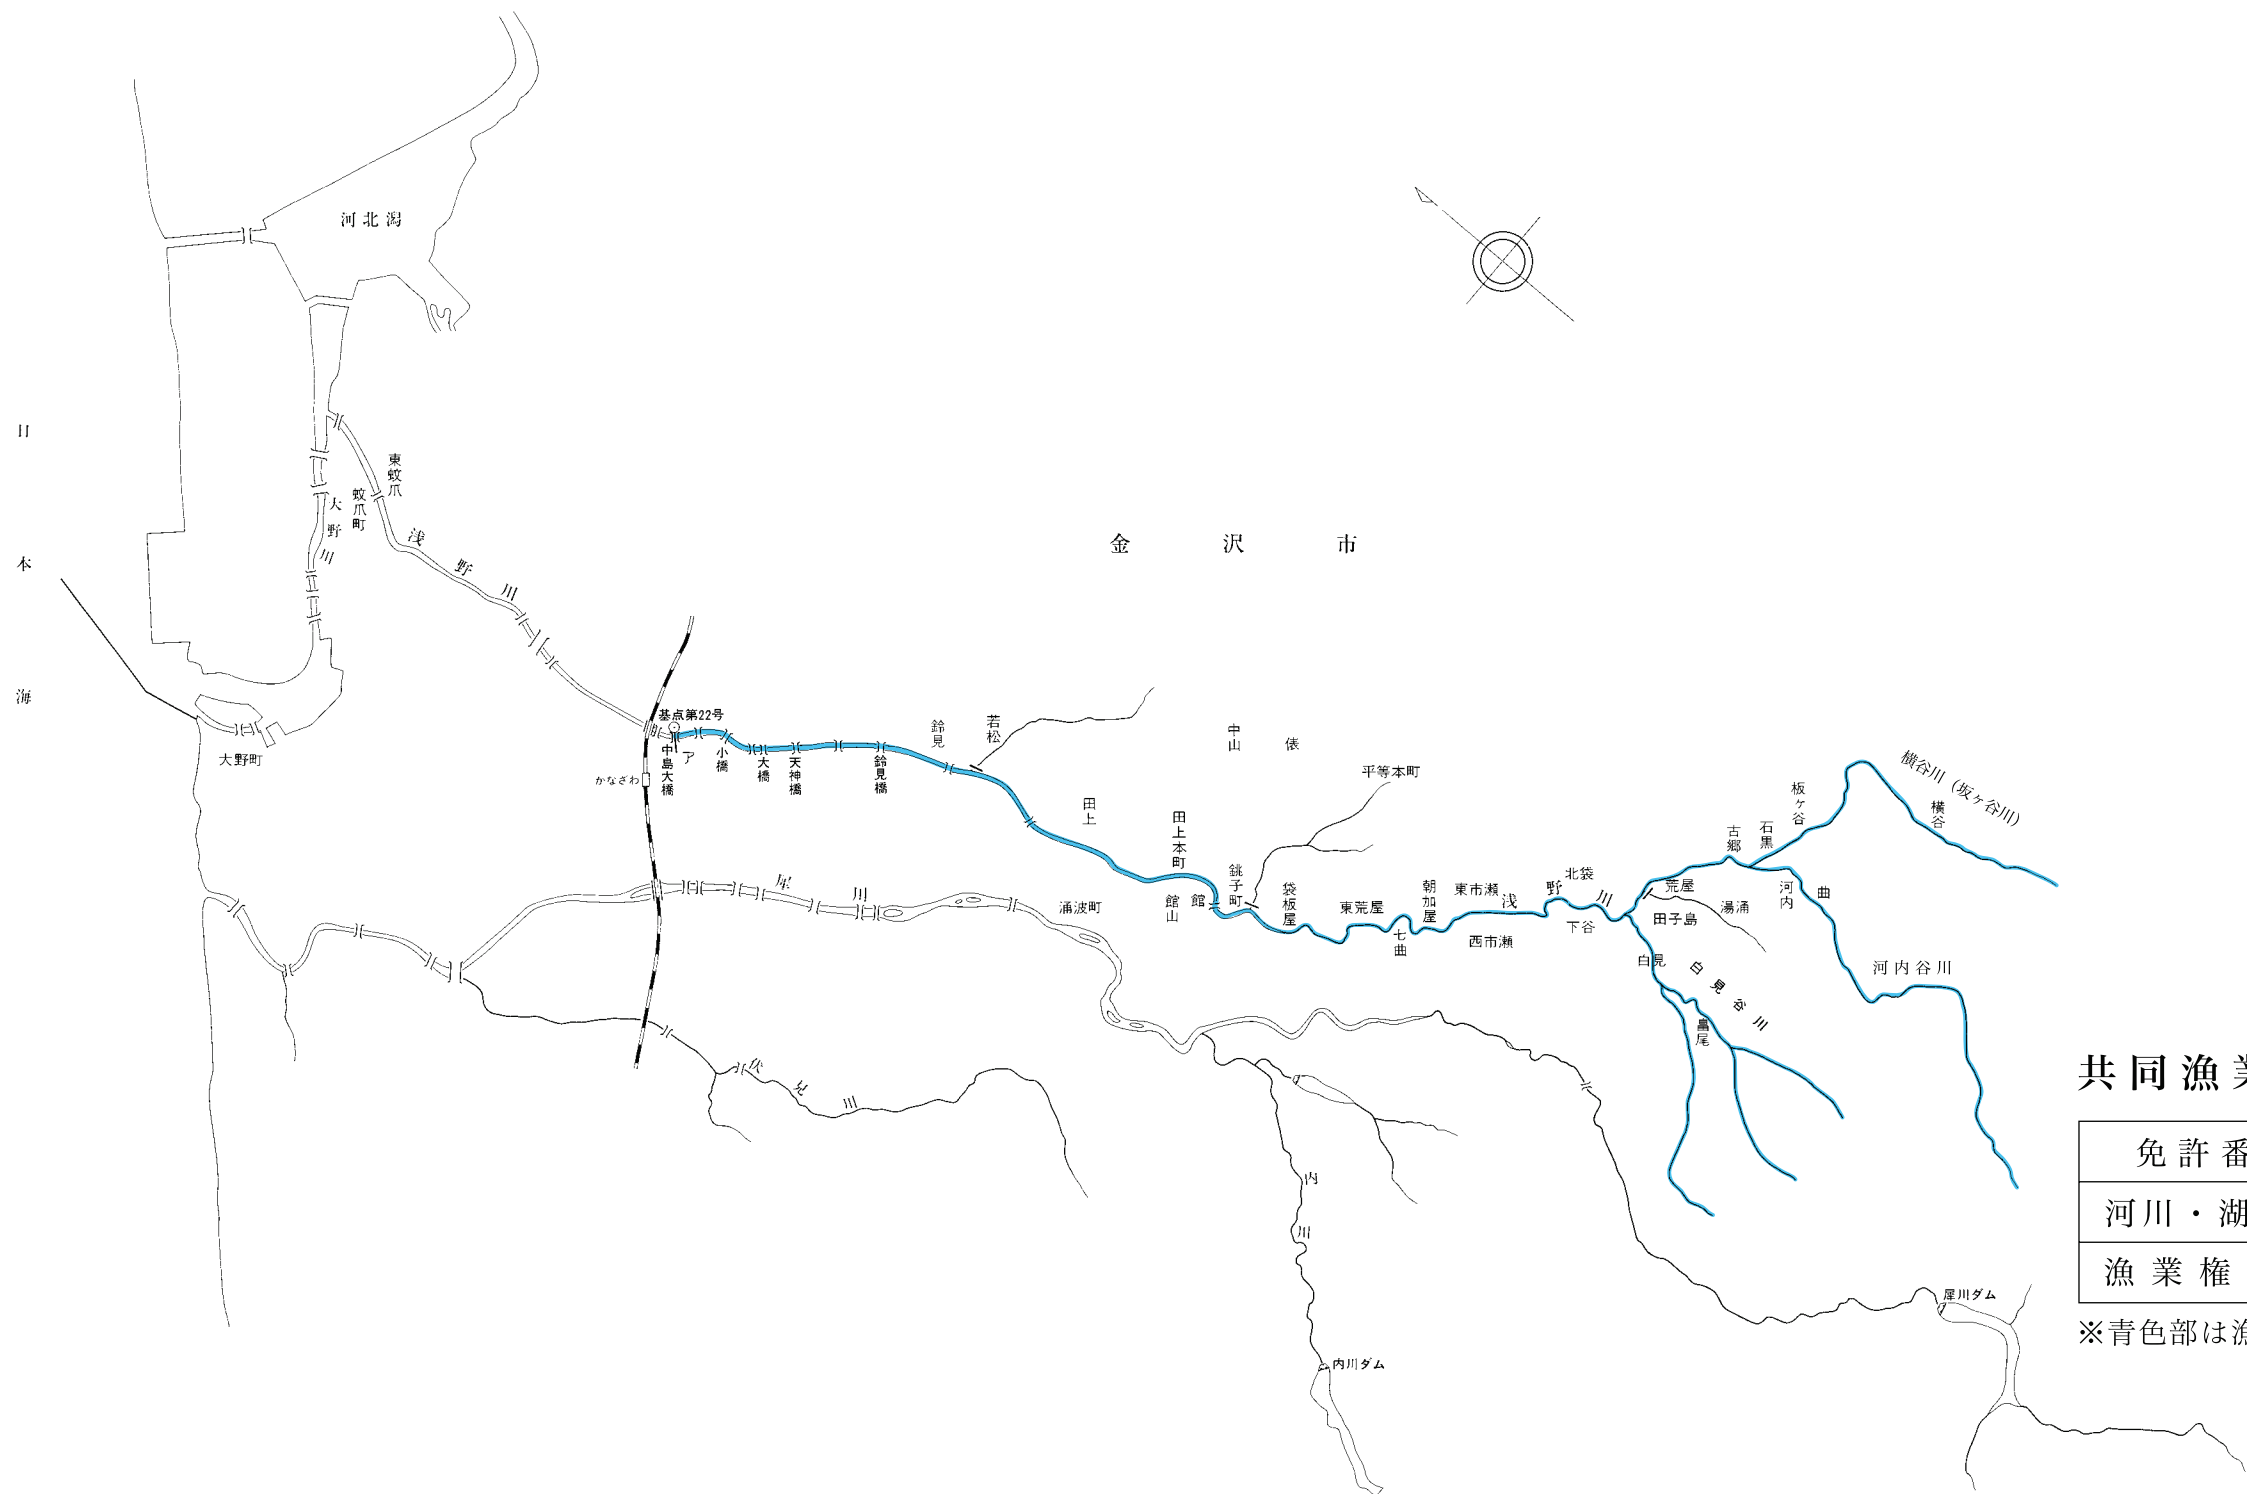 河北潟
日本海
東蚊爪
蚊爪町
大野川
浅野川
金沢市
大野町
基点第22号
ア
かなざわ
中島大橋
小橋
大橋
天神橋
鈴見橋
鈴見
若松
田上
田上本町
中山
俵
平等本町
銚子町
館山
館
袋板屋
東荒屋
七曲
朝加屋
東市瀬
西市瀬
浅野川
北袋
下谷
荒屋
田子島
湯涌
古郷
石黒
板ヶ谷
横谷
横谷川（坂ヶ谷川）
河内
曲
河内谷川
白見
白見谷川
畠尾
犀川
涌波町
伏見川
内川
内川ダム
犀川ダム
共同漁業
免許番
河川・湖
漁業権
※青色部は漁